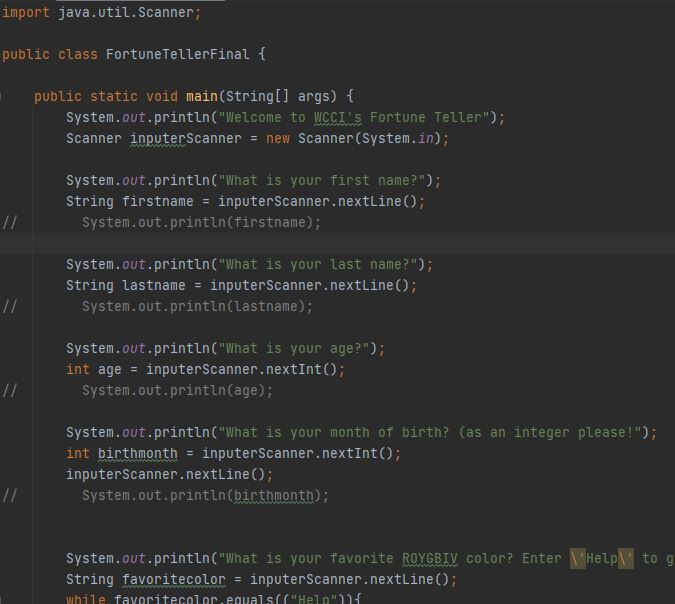 import java.util.Scanner;
public class FortuneTellerFinal {
public static void main(String[] args) {
System.out.println("Welcome to WCCI's Fortune Teller");
Scanner inputerScanner = new Scanner(System.in);
System.out.println("What is your first name?");
String firstname = inputerScanner.nextLine();
// System.out.println(firstname);
System.out.println("What is your last name?");
String lastname = inputerScanner.nextLine();
// System.out.println(lastname);
System.out.println("What is your age?");
int age = inputerScanner.nextInt();
// System.out.println(age);
System.out.println("What is your month of birth? (as an integer please!");
int birthmonth = inputerScanner.nextInt();
inputerScanner.nextLine();
// System.out.println(birthmonth);
System.out.println("What is your favorite ROYGBIV color? Enter \'Help\' to g
String favoritecolor = inputerScanner.nextLine();
while favoritecolor.equals(("Help")){